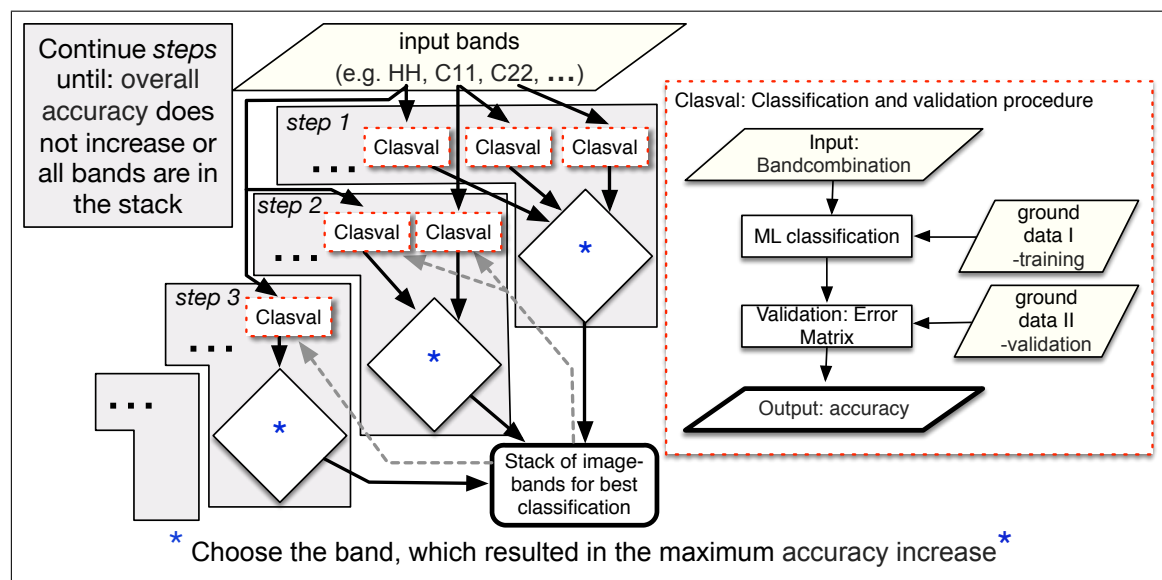 Continue steps
until: overall
accuracy does
not increase or
all bands are in
the stack
input bands
(e.g. HH, C11, C22, ...)
step 1
Clasval
Clasval
Clasval
...
step 2
Clasval
Clasval
...
step 3
Clasval
...
...
*
*
*
Stack of image-
bands for best
classification
* Choose the band, which resulted in the maximum accuracy increase*
Clasval: Classification and validation procedure
Input:
Bandcombination
ML classification
ground
data I
-training
Validation: Error
Matrix
ground
data II
-validation
Output: accuracy